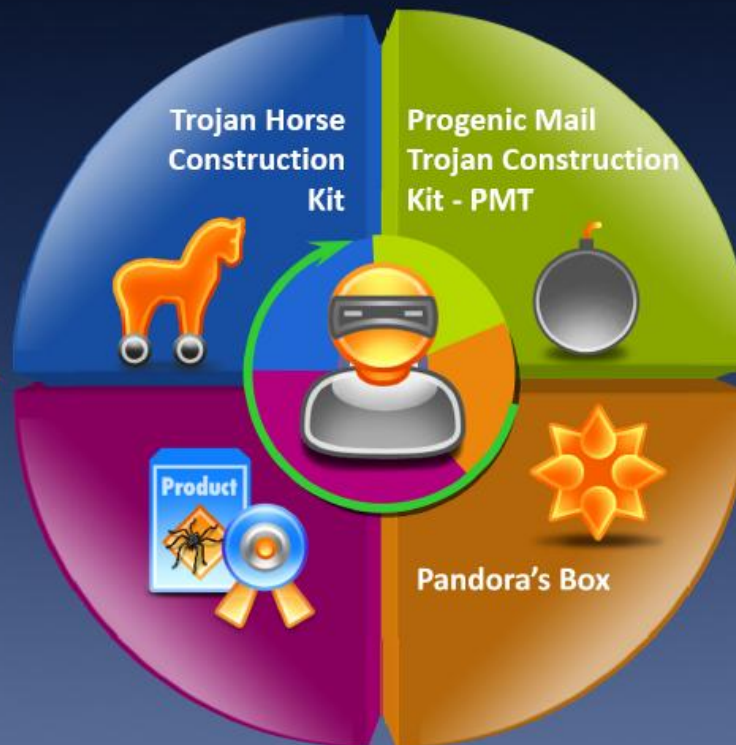 Trojan Horse
Construction
Kit
Progenic Mail
Trojan Construction
Kit - PMT
Product
Pandora’s Box